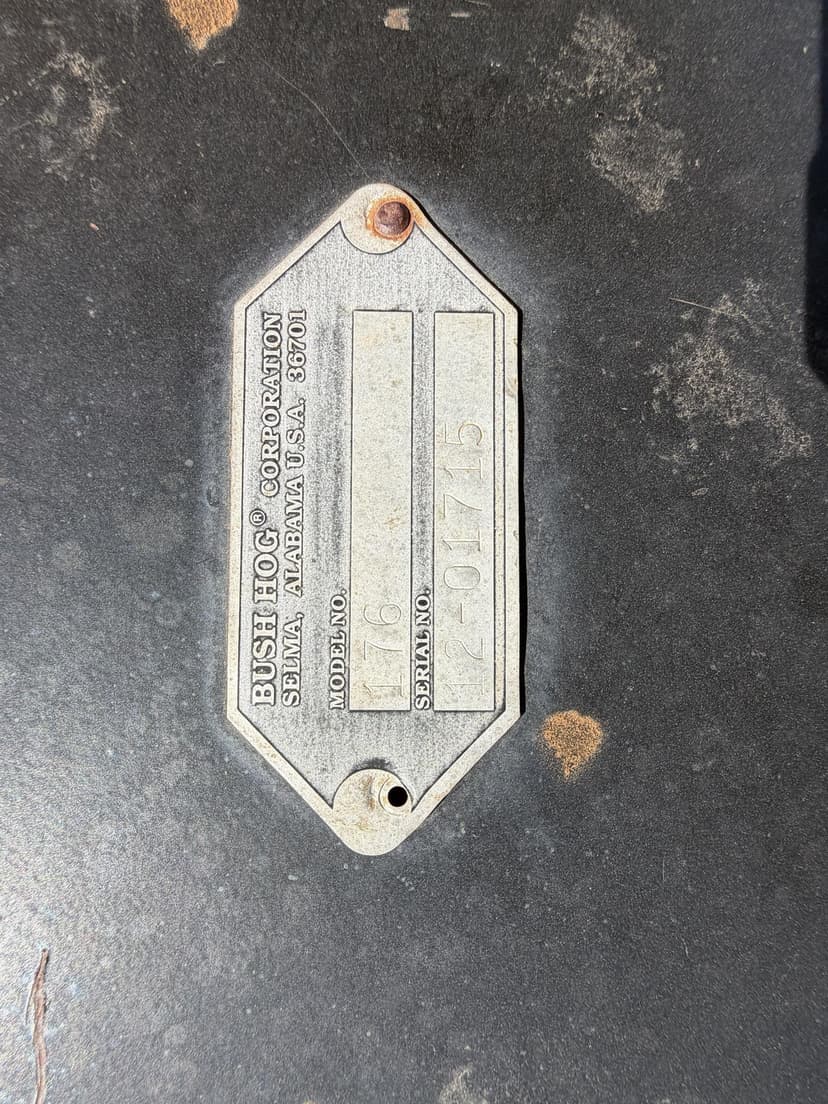 BUSH HOG® CORPORATION
SELMA, ALABAMA U.S.A. 36701
MODEL NO.
176
SERIAL NO.
12-01715